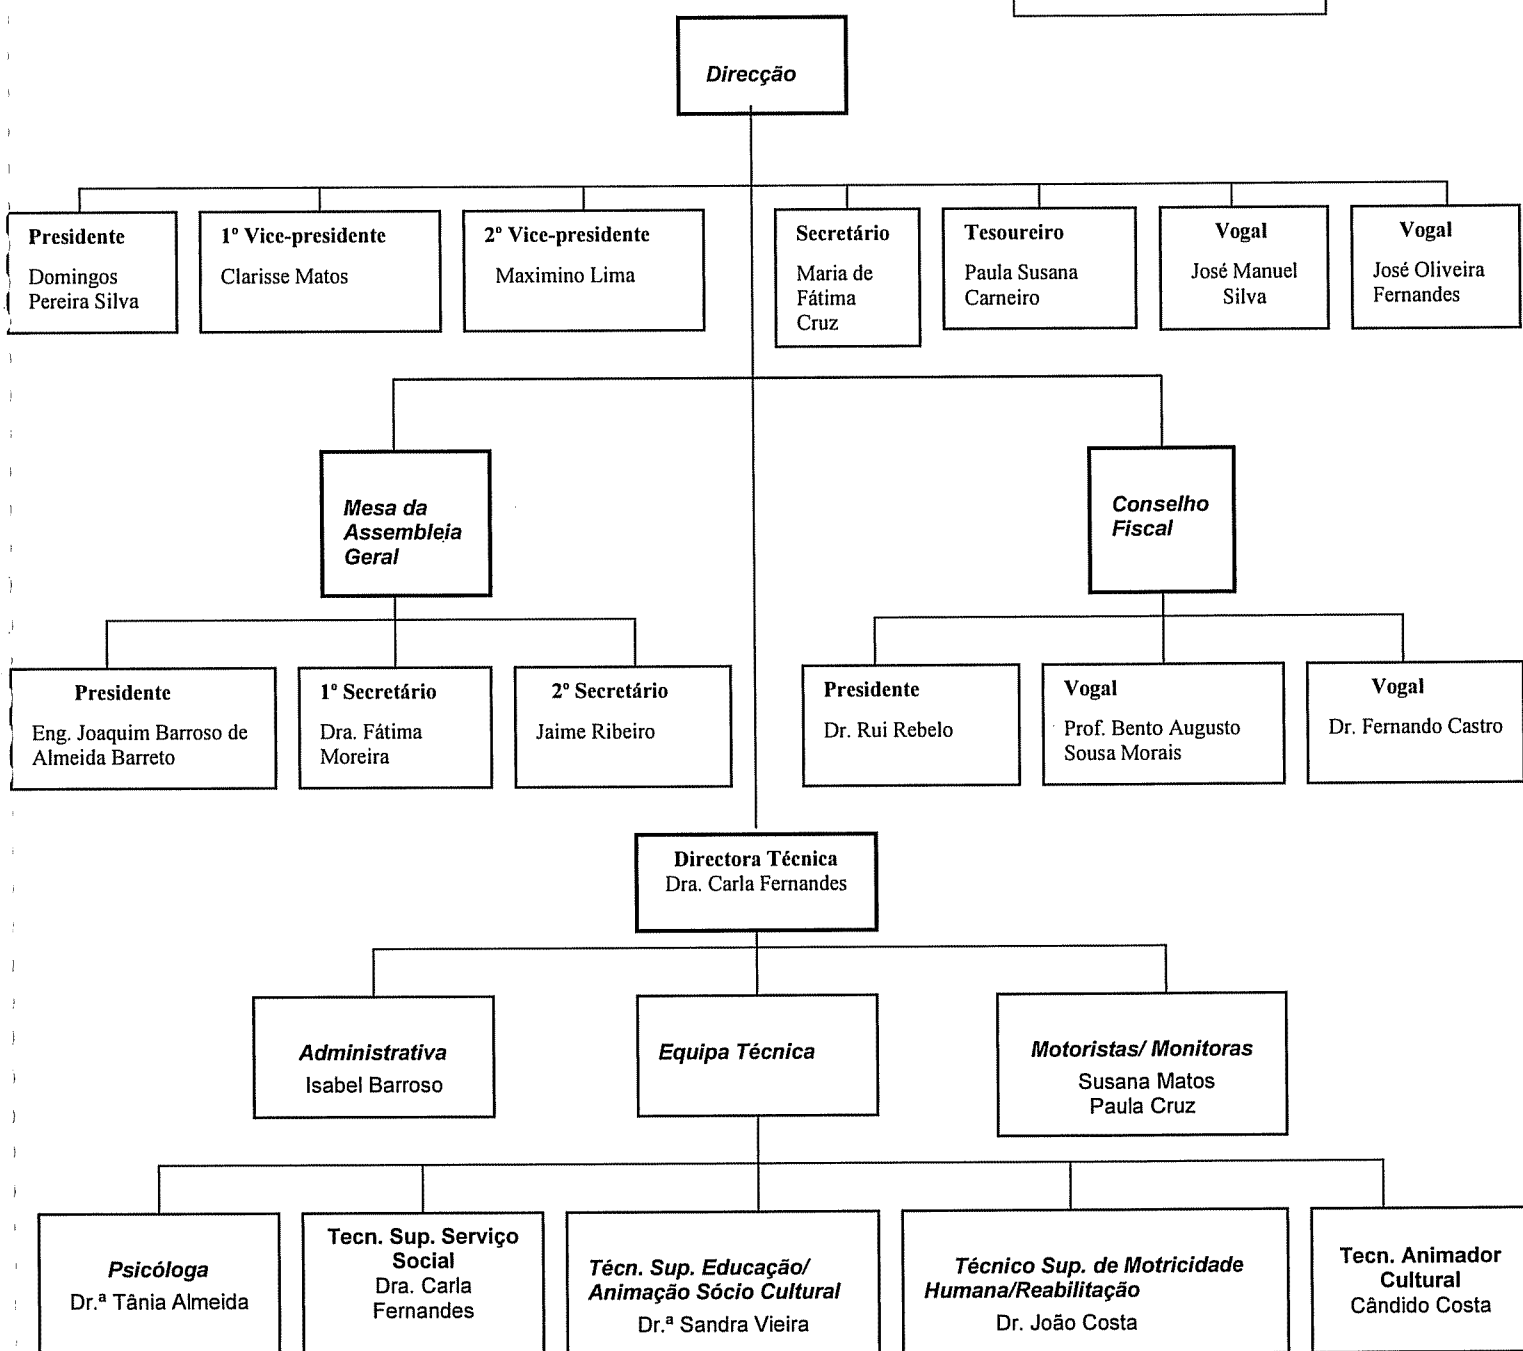 Direcção
Presidente
Domingos
Pereira Silva
1º Vice-presidente
Clarisse Matos
2º Vice-presidente
Maximino Lima
Secretário
Maria de
Fátima
Cruz
Tesoureiro
Paula Susana
Carneiro
Vogal
José Manuel
Silva
Vogal
José Oliveira
Fernandes
Mesa da
Assembleia
Geral
Conselho
Fiscal
Presidente
Eng. Joaquim Barroso de
Almeida Barreto
1º Secretário
Dra. Fátima
Moreira
2º Secretário
Jaime Ribeiro
Presidente
Dr. Rui Rebelo
Vogal
Prof. Bento Augusto
Sousa Morais
Vogal
Dr. Fernando Castro
Directora Técnica
Dra. Carla Fernandes
Administrativa
Isabel Barroso
Equipa Técnica
Motoristas/ Monitoras
Susana Matos
Paula Cruz
Psicóloga
Dr.ª Tânia Almeida
Tecn. Sup. Serviço
Social
Dra. Carla
Fernandes
Técn. Sup. Educação/
Animação Sócio Cultural
Dr.ª Sandra Vieira
Técnico Sup. de Motricidade
Humana/Reabilitação
Dr. João Costa
Tecn. Animador
Cultural
Cândido Costa